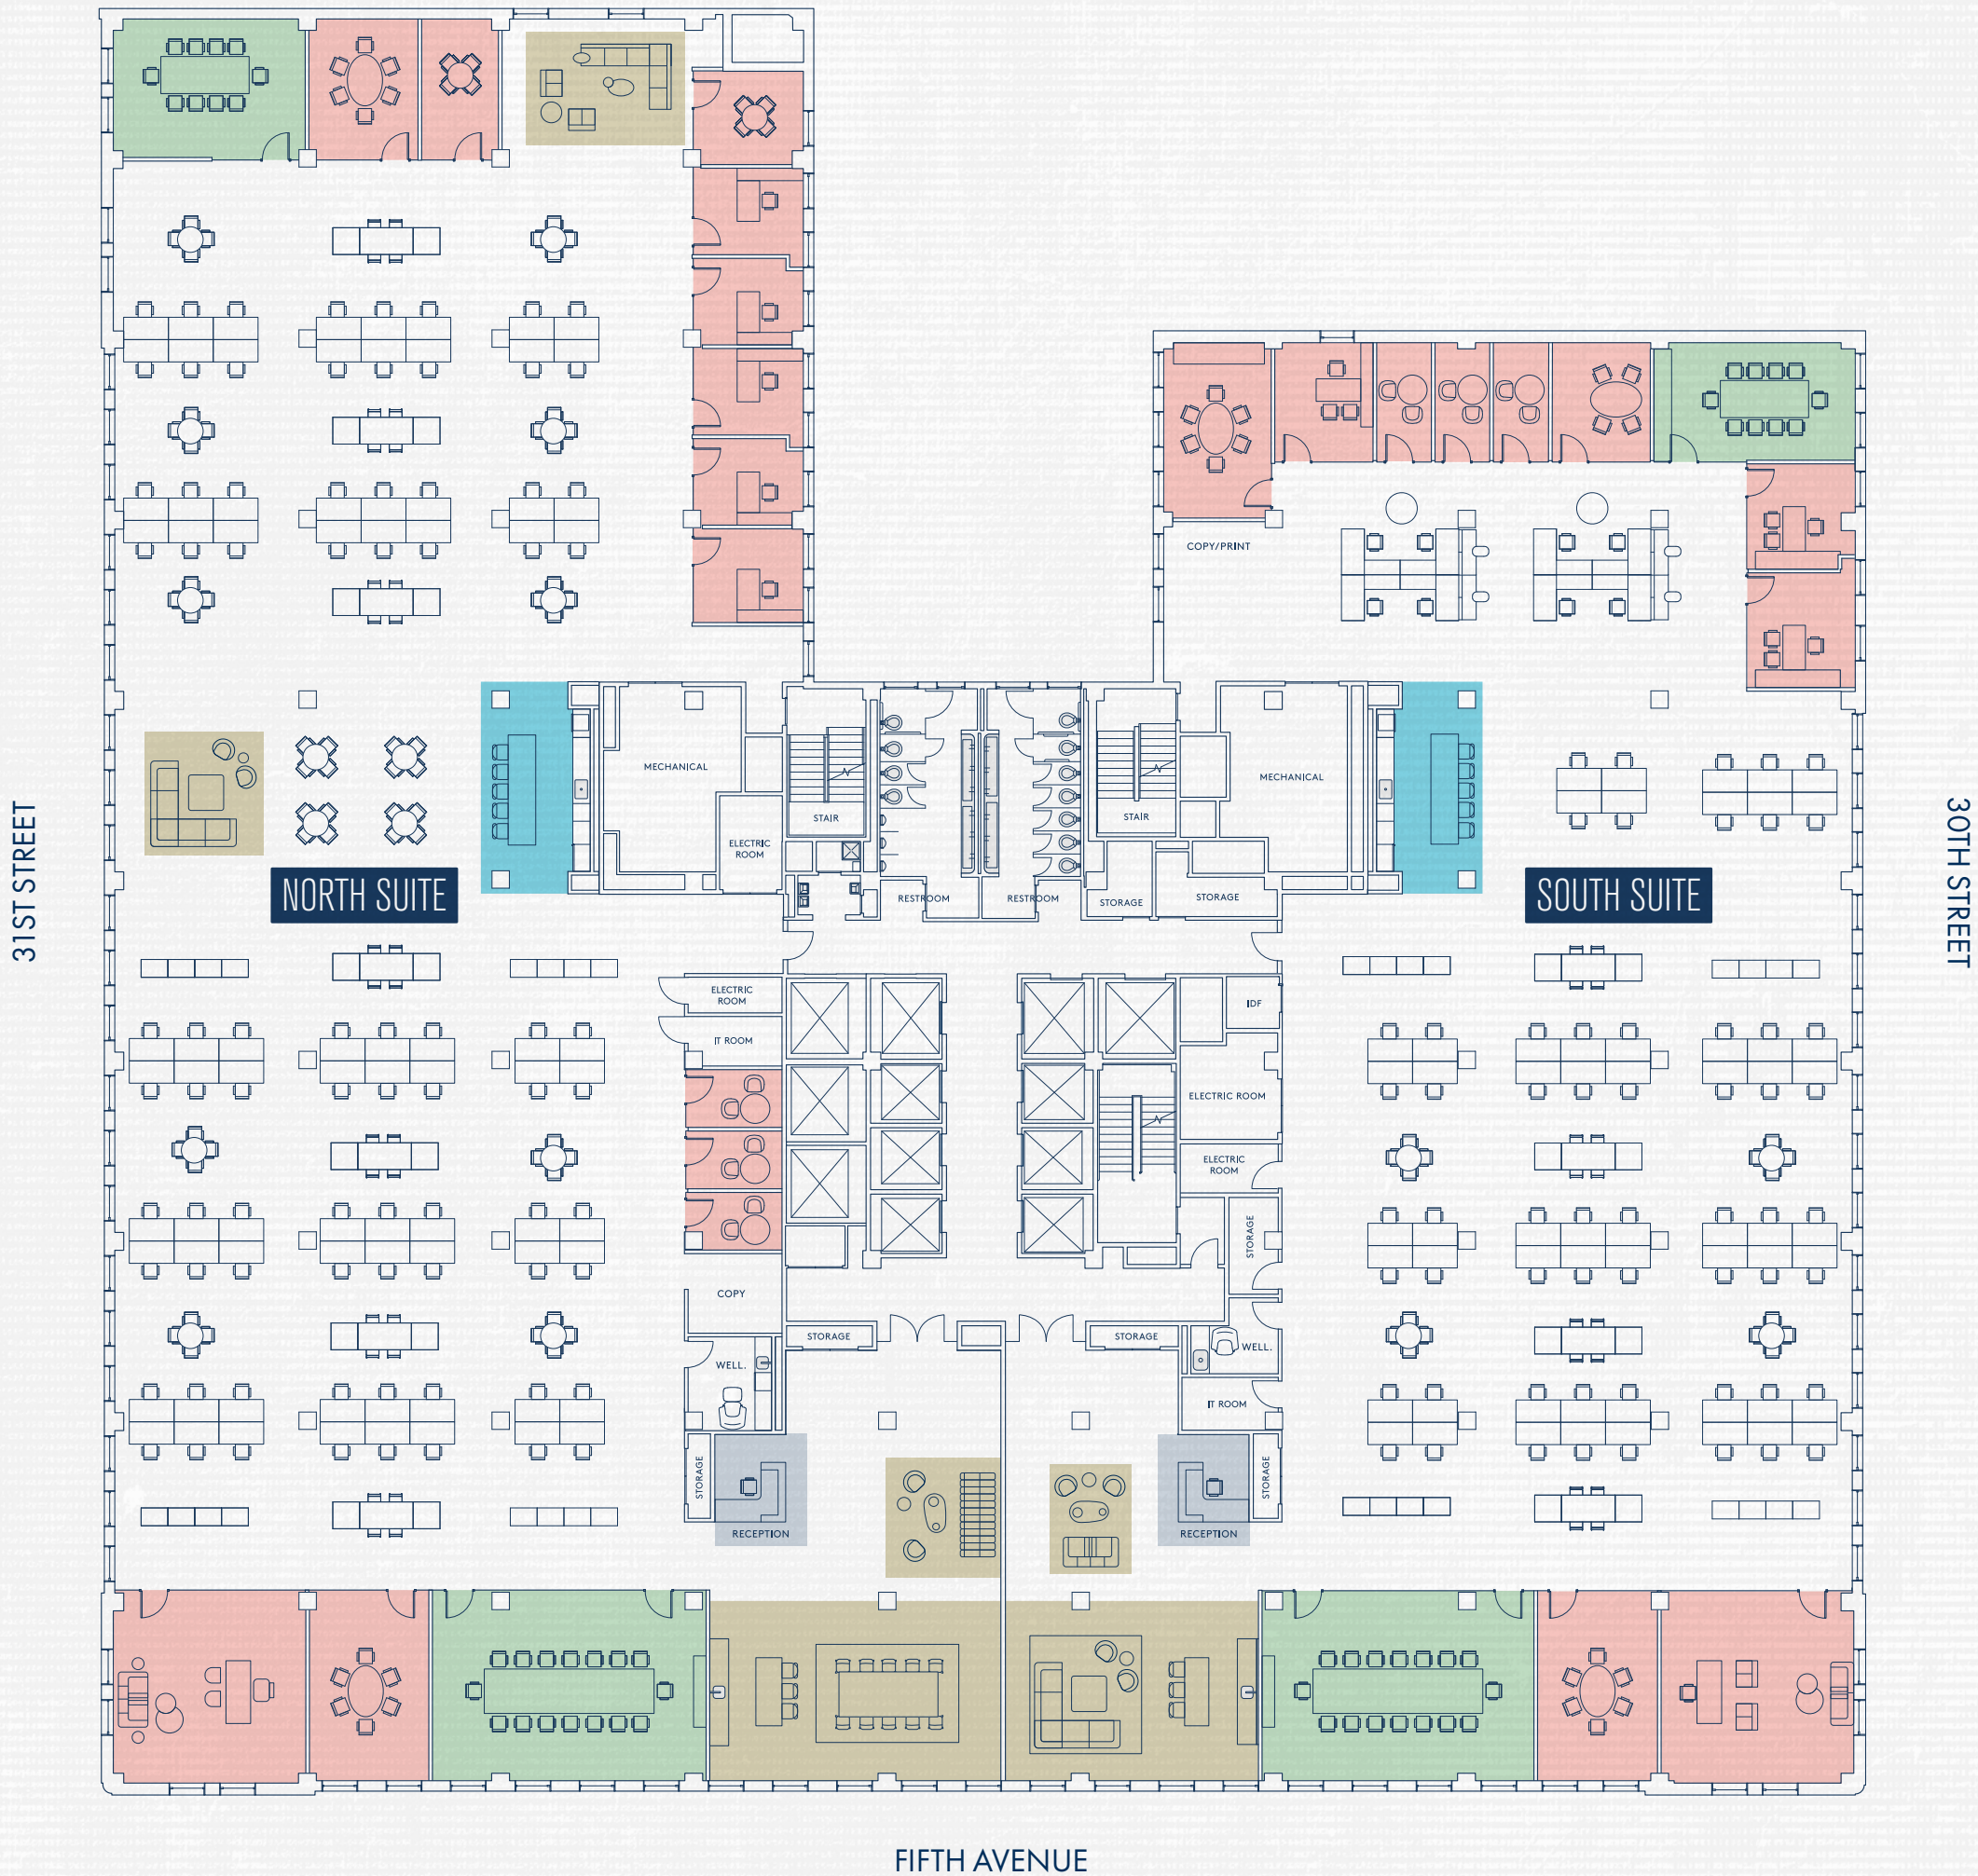 COPY/PRINT
MECHANICAL
STAIR
ELECTRIC
ROOM
RESTROOM
RESTROOM
STAIR
MECHANICAL
STORAGE
STORAGE
31ST STREET
NORTH SUITE
SOUTH SUITE
30TH STREET
ELECTRIC
ROOM
IT ROOM
IDF
ELECTRIC ROOM
ELECTRIC
ROOM
STORAGE
COPY
STORAGE
STORAGE
WELL.
WELL.
IT ROOM
STORAGE
STORAGE
RECEPTION
RECEPTION
FIFTH AVENUE